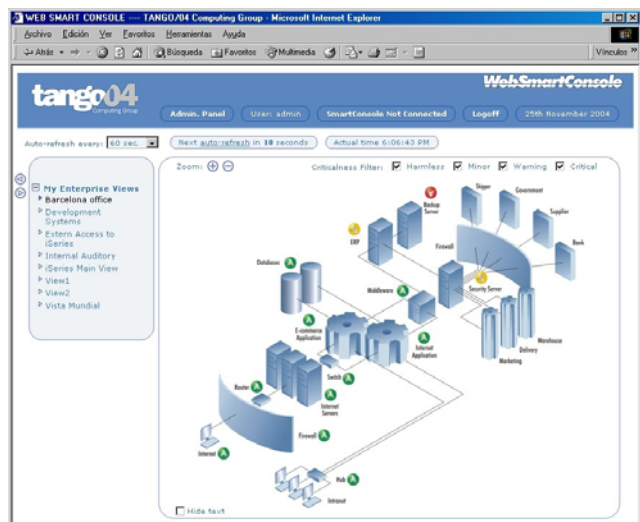 WEB SMART CONSOLE ---- TANGO/04 Computing Group - Microsoft Internet Explorer
Archivo Edición Ver Favoritos Herramientas Ayuda
Atrás Búsqueda Favoritos Multimedia Vínculos »
WebSmartConsole
tango04
Computing Group
Admin. Panel User: admin SmartConsole Not Connected Logoff 25th November 2004
Auto-refresh every: 60 sec. Next auto-refresh in 18 seconds Actual time 6:06:43 PM
Zoom: Criticalness Filter: Harmless Minor Warning Critical
My Enterprise Views
Barcelona office
Development
Systems
Extern Access to
iSeries
Internal Auditory
iSeries Main View
View1
View2
Vista Mundial
Skipper
Government
Supplier
Bank
Backup
Server
ERP
Firewall
Security Server
Databases
Middleware
E-commerce
Application
Internet
Application
Warehouse
Delivery
Marketing
Switch
Router
Internet
Servers
Firewall
Internet
Hub
Intranet
Hide text